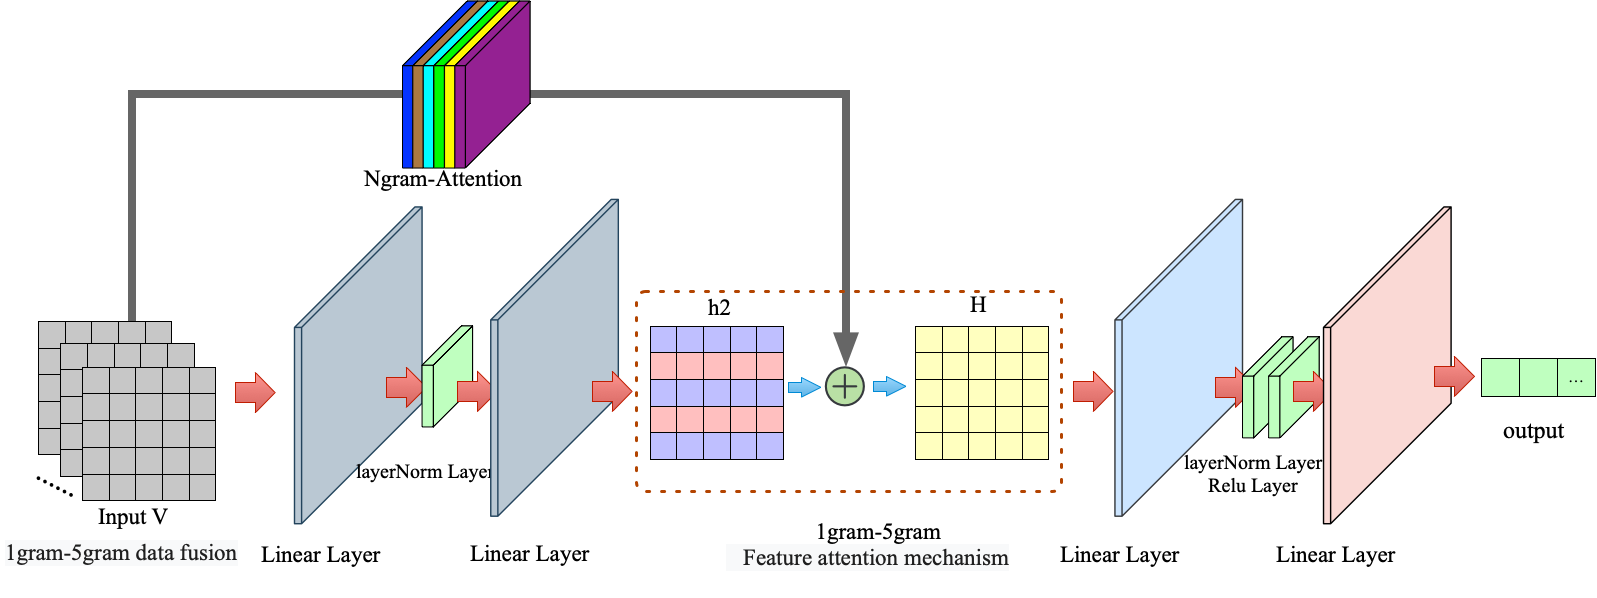 Ngram-Attention
h2
H
...
layerNorm Layer
layerNorm Layer
Relu Layer
output
Input V
1gram-5gram data fusion
Linear Layer
Linear Layer
1gram-5gram
Feature attention mechanism
Linear Layer
Linear Layer